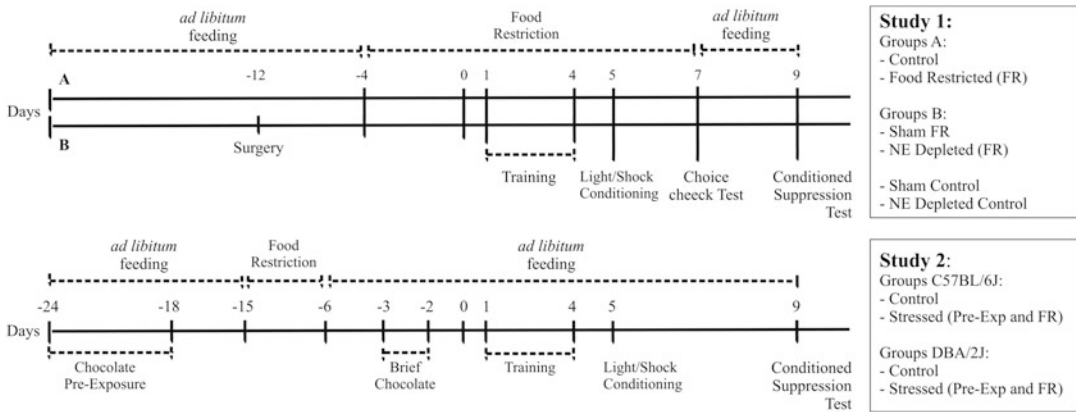 ad libitum
feeding
Food
Restriction
ad libitum
feeding
A
-12
-4
0
1
4
5
7
9
Days
B
Surgery
Training
Light/Shock
Conditioning
Choice
cheeck Test
Conditioned
Suppression
Test
Study 1:
Groups A:
- Control
- Food Restricted (FR)
Groups B:
- Sham FR
- NE Depleted (FR)
- Sham Control
- NE Depleted Control
ad libitum
feeding
Food
Restriction
ad libitum
feeding
-24
-18
-15
-6
-3
-2
0
1
4
5
9
Days
Chocolate
Pre-Exposure
Brief
Chocolate
Training
Light/Shock
Conditioning
Conditioned
Suppression
Test
Study 2:
Groups C57BL/6J:
- Control
- Stressed (Pre-Exp and FR)
Groups DBA/2J:
- Control
- Stressed (Pre-Exp and FR)